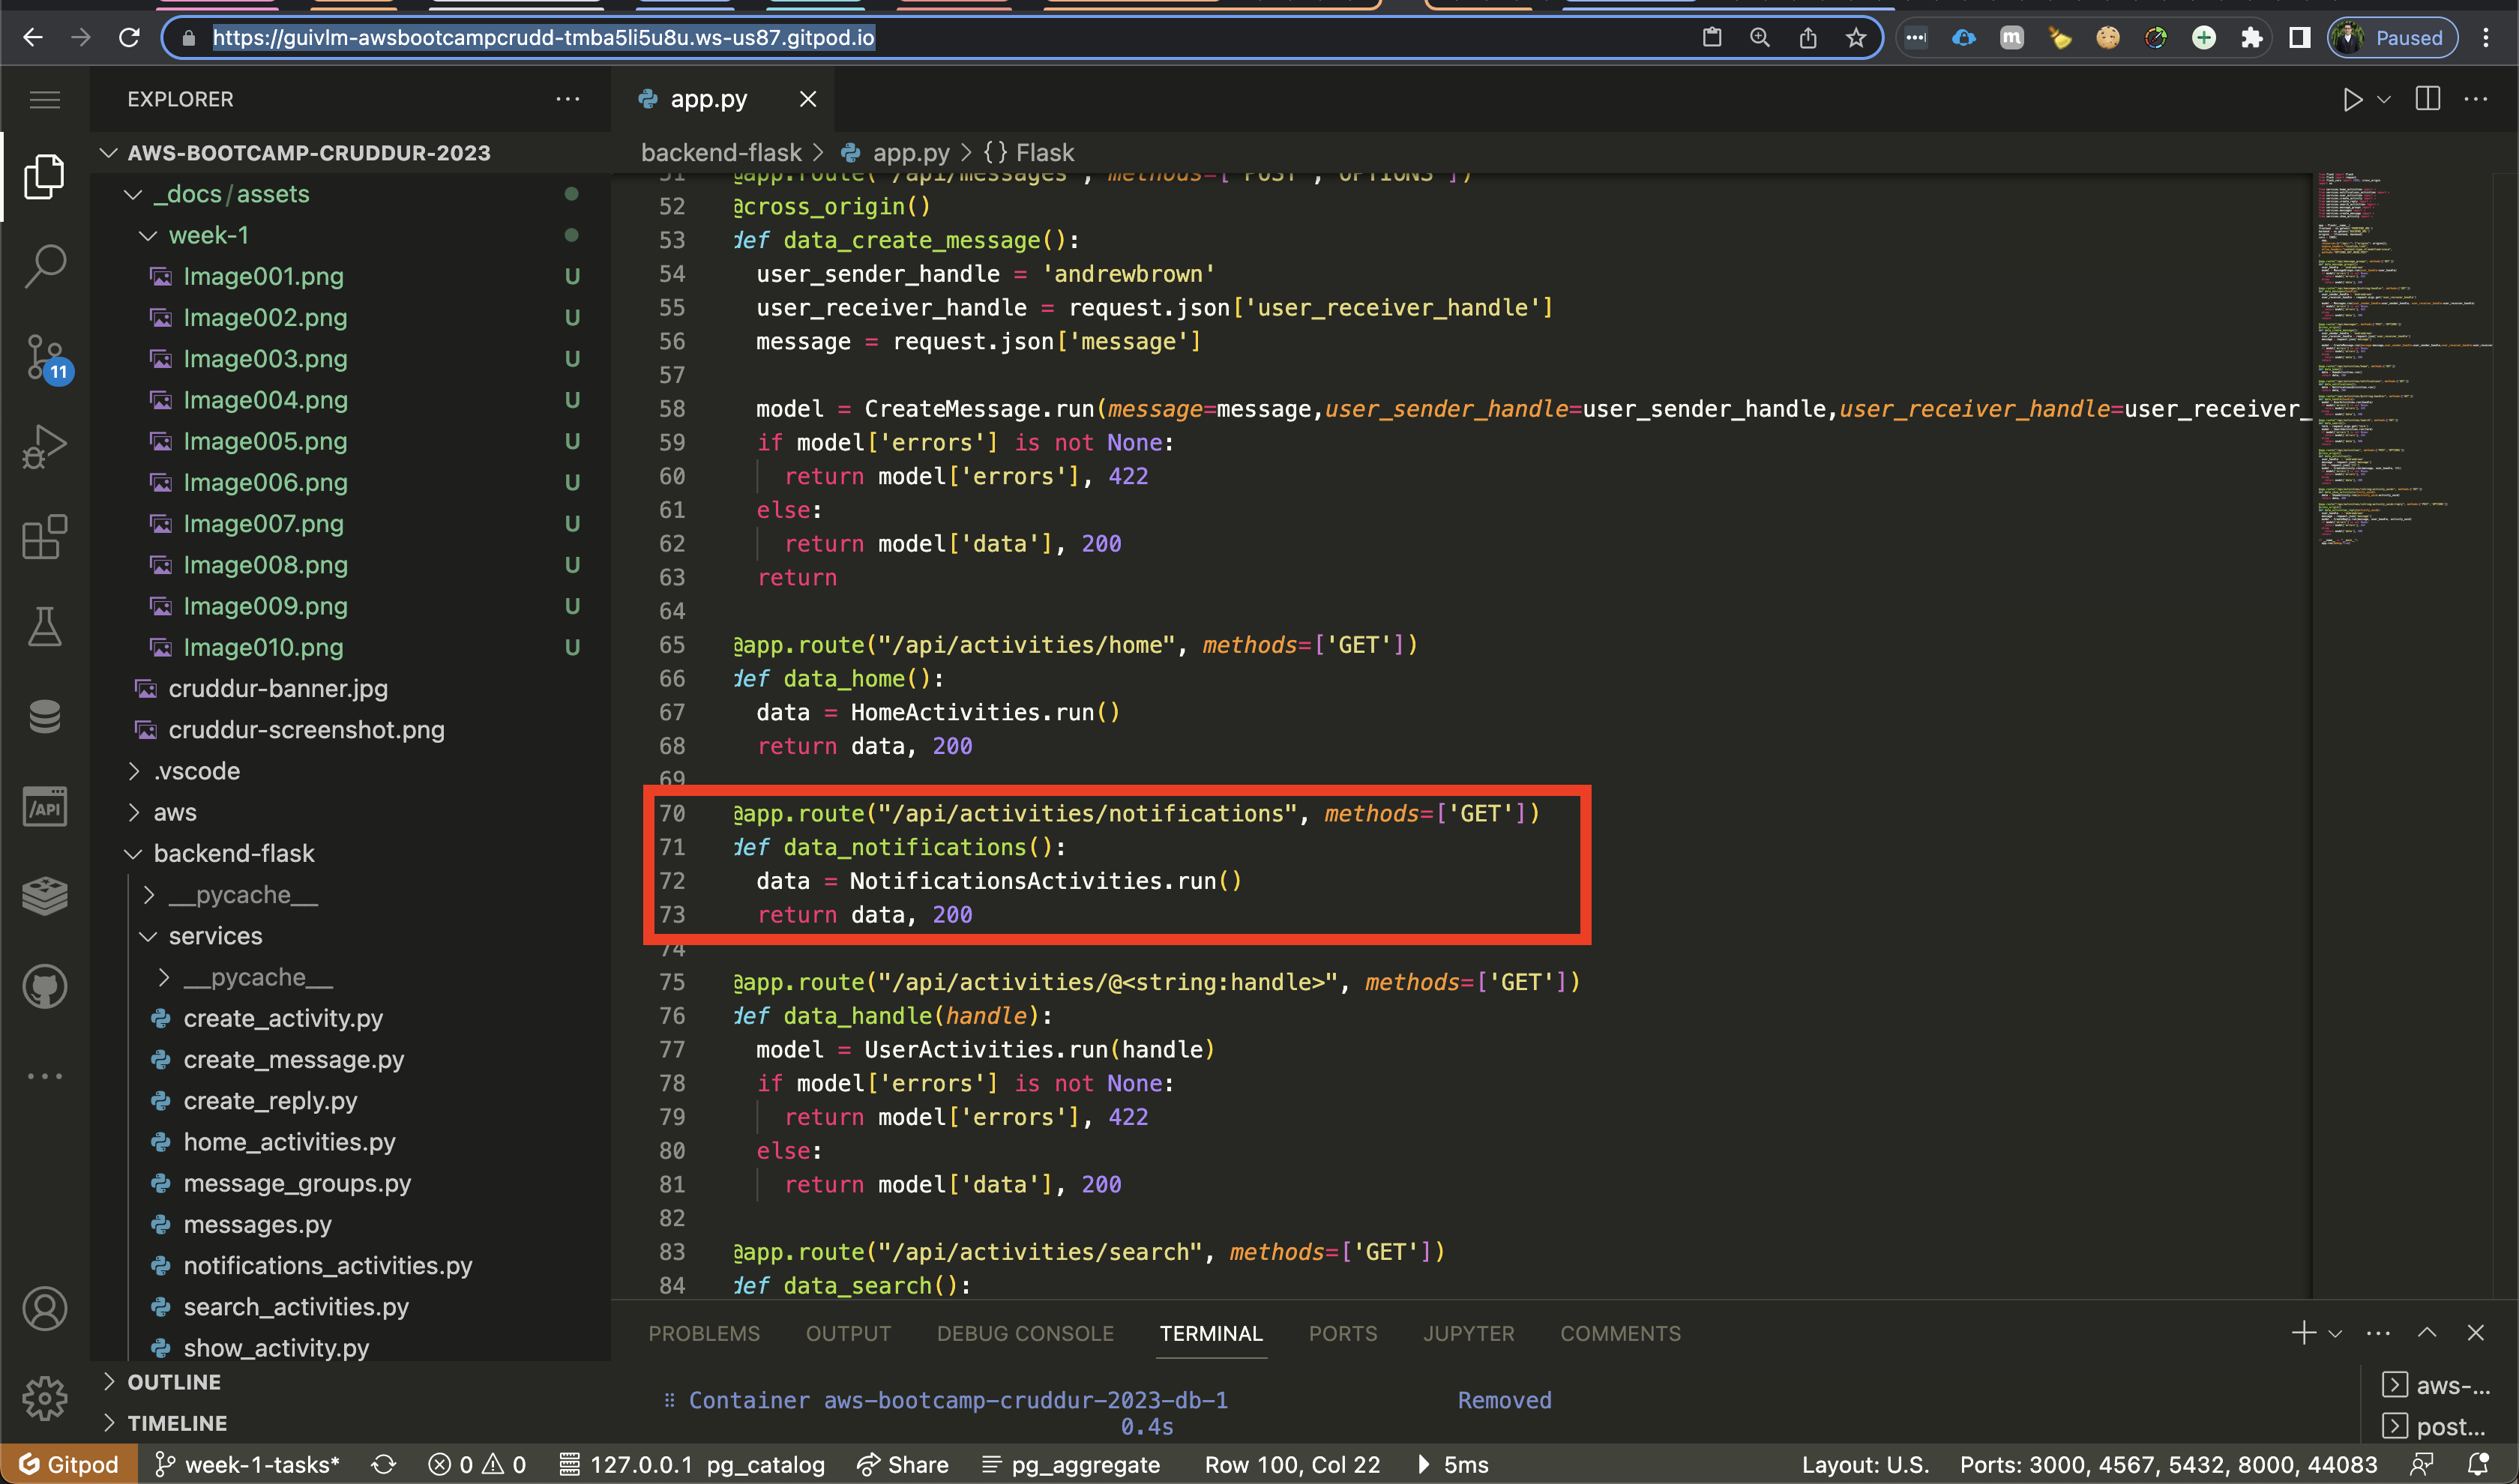 https://guivlm-awsbootcampcrudd-tmba5li5u8u.ws-us87.gitpod.io
Paused
EXPLORER
app.py
AWS-BOOTCAMP-CRUDDUR-2023
backend-flask > app.py > {} Flask
_docs/assets
week-1
Image001.png U
Image002.png U
Image003.png U
Image004.png U
Image005.png U
Image006.png U
Image007.png U
Image008.png U
Image009.png U
Image010.png U
cruddur-banner.jpg
cruddur-screenshot.png
.vscode
aws
backend-flask
__pycache__
services
__pycache__
create_activity.py
create_message.py
create_reply.py
home_activities.py
message_groups.py
messages.py
notifications_activities.py
search_activities.py
show_activity.py
OUTLINE
TIMELINE
11
/API
51 @app.route("/api/messages", methods=['POST','OPTIONS'])
52 @cross_origin()
53 def data_create_message():
54 user_sender_handle = 'andrewbrown'
55 user_receiver_handle = request.json['user_receiver_handle']
56 message = request.json['message']
57
58 model = CreateMessage.run(message=message,user_sender_handle=user_sender_handle,user_receiver_handle=user_receiver_
59 if model['errors'] is not None:
60 return model['errors'], 422
61 else:
62 return model['data'], 200
63 return
64
65 @app.route("/api/activities/home", methods=['GET'])
66 def data_home():
67 data = HomeActivities.run()
68 return data, 200
69
70 @app.route("/api/activities/notifications", methods=['GET'])
71 def data_notifications():
72 data = NotificationsActivities.run()
73 return data, 200
74
75 @app.route("/api/activities/@<string:handle>", methods=['GET'])
76 def data_handle(handle):
77 model = UserActivities.run(handle)
78 if model['errors'] is not None:
79 return model['errors'], 422
80 else:
81 return model['data'], 200
82
83 @app.route("/api/activities/search", methods=['GET'])
84 def data_search():
PROBLEMS OUTPUT DEBUG CONSOLE TERMINAL PORTS JUPYTER COMMENTS
Container aws-bootcamp-cruddur-2023-db-1 Removed
0.4s
aws-...
post...
Gitpod week-1-tasks* 0 0 127.0.0.1 pg_catalog Share pg_aggregate Row 100, Col 22 5ms Layout: U.S. Ports: 3000, 4567, 5432, 8000, 44083